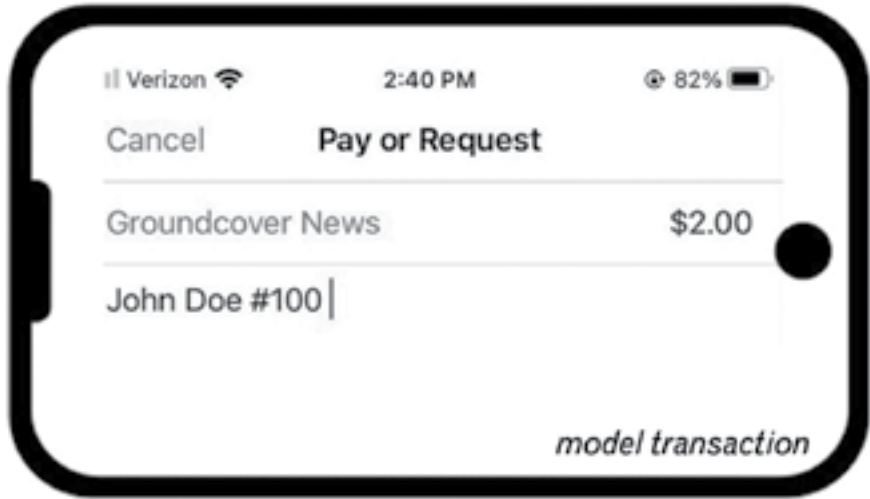 Verizon 2:40 PM 82%
Cancel Pay or Request
Groundcover News $2.00
John Doe #100
model transaction